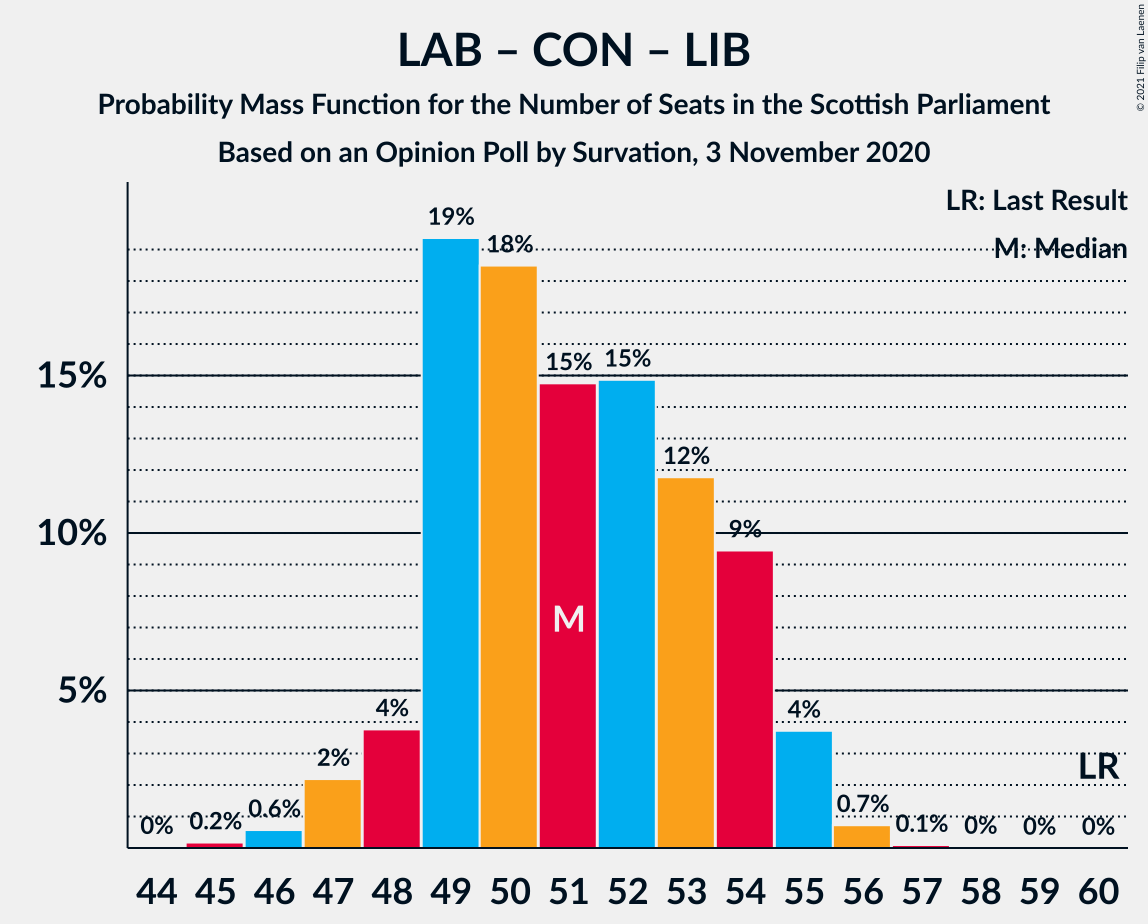 LAB – CON – LIB
Probability Mass Function for the Number of Seats in the Scottish Parliament
Based on an Opinion Poll by Survation, 3 November 2020
© 2021 Filip van Laenen
LR: Last Result
M: Median
15%
10%
5%
0%
0.2%
0.6%
2%
4%
19%
18%
15%
15%
12%
9%
4%
0.7%
0.1%
0%
0%
0%
M
LR
44 45 46 47 48 49 50 51 52 53 54 55 56 57 58 59 60